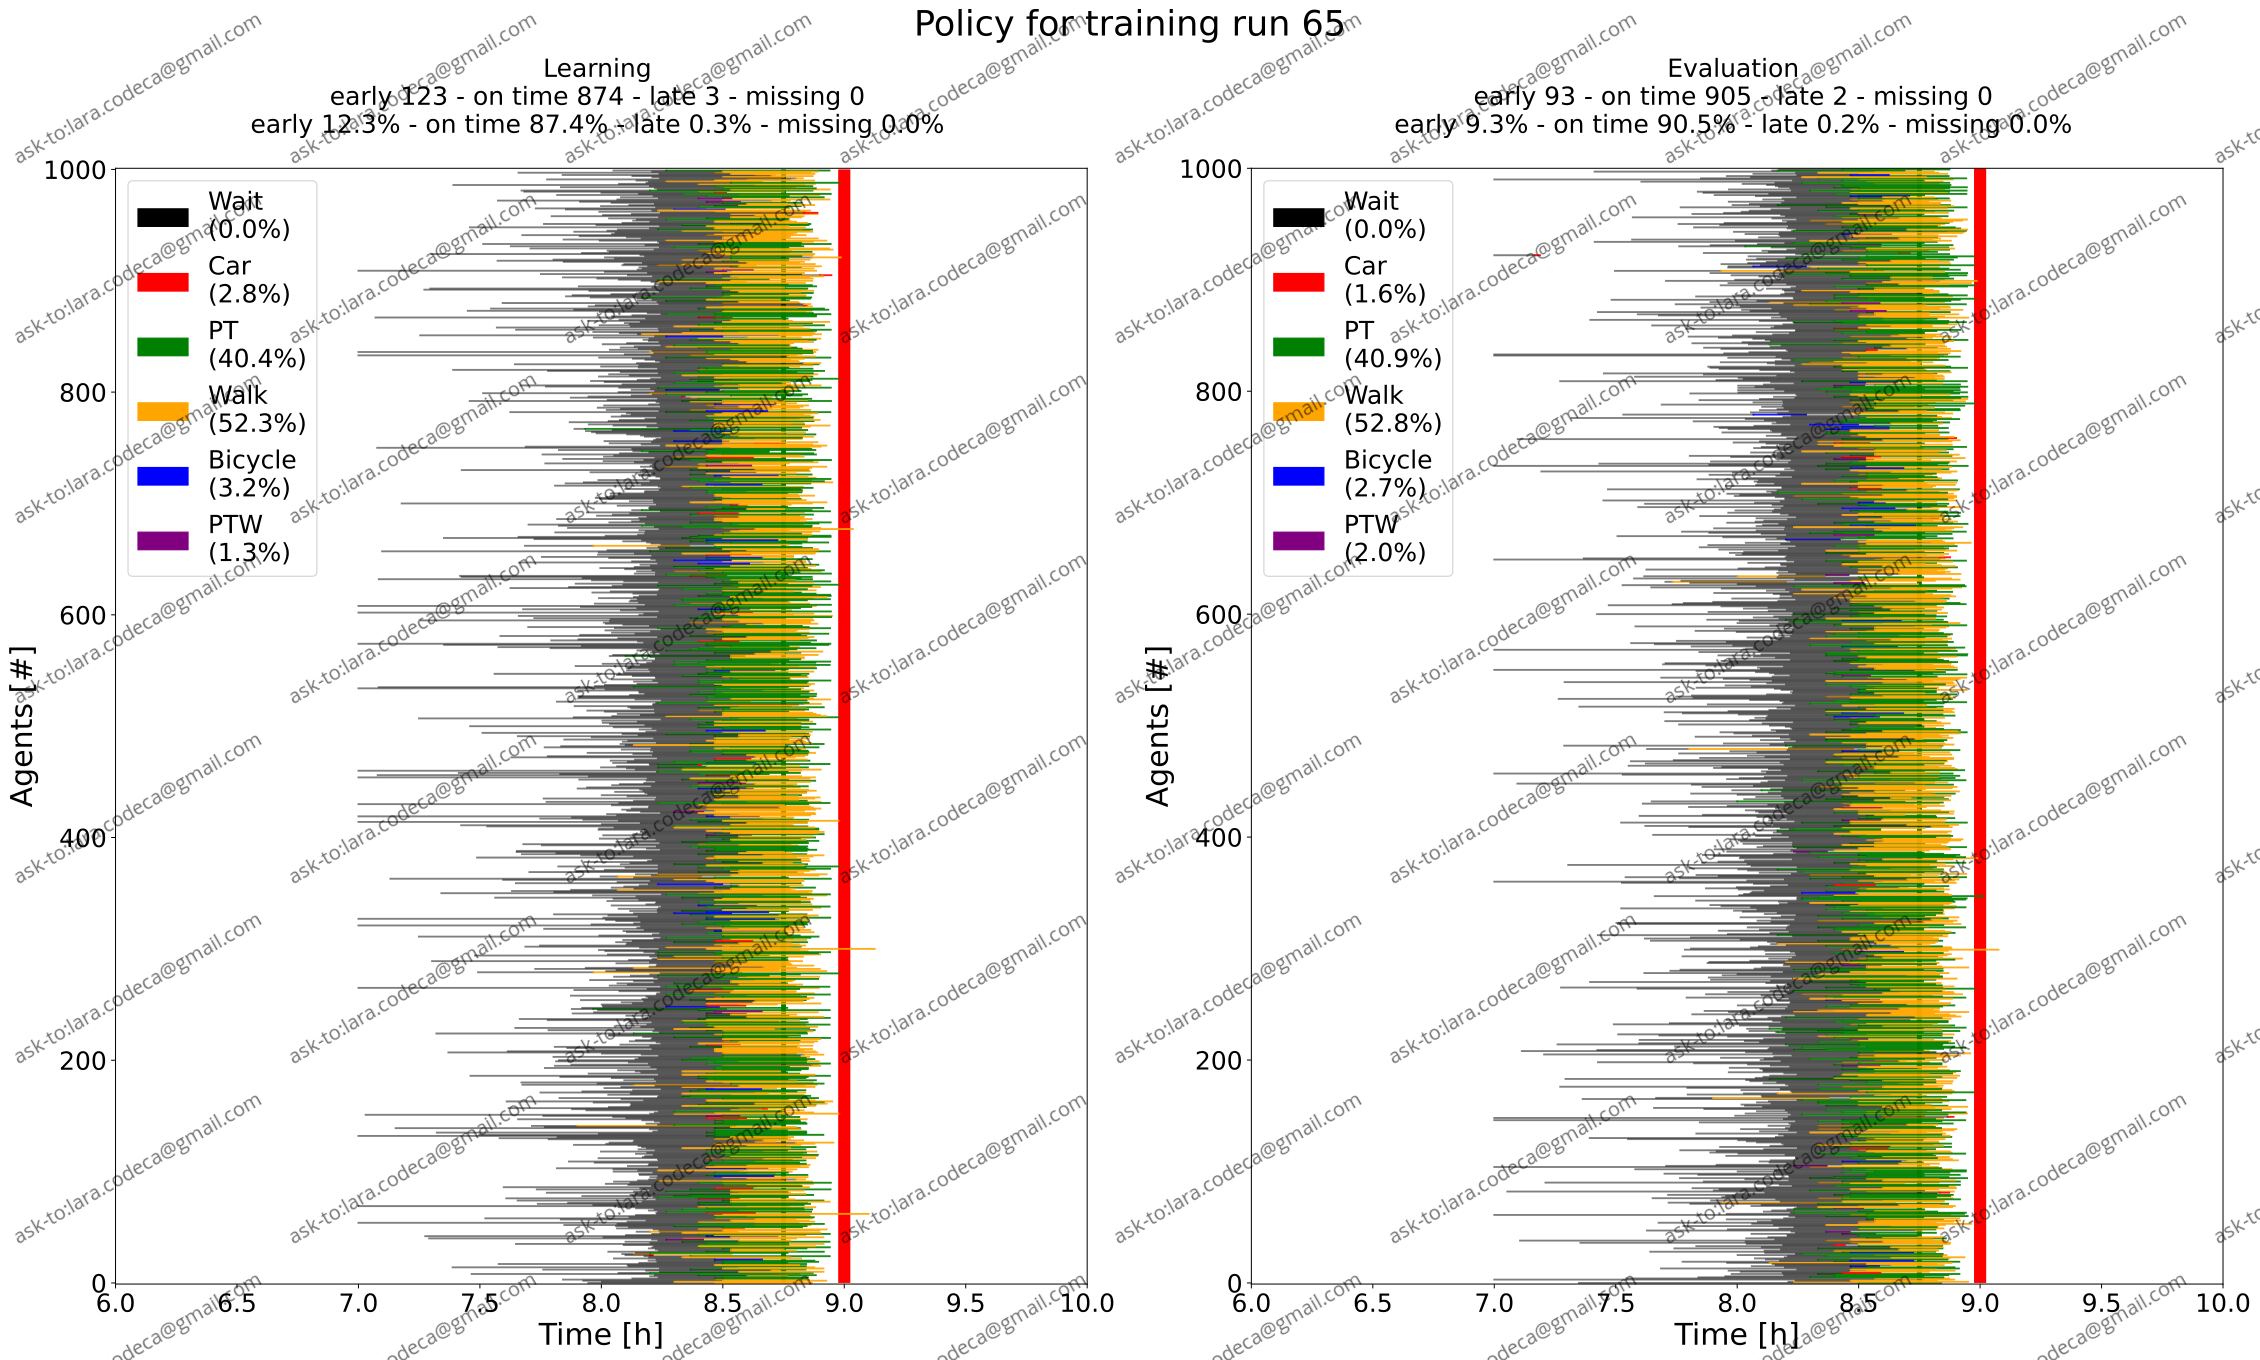 Policy for training run 65
Learning
early 123 - on time 874 - late 3 - missing 0
early 12.3% - on time 87.4% - late 0.3% - missing 0.0%
Wait
(0.0%)
Car
(2.8%)
PT
(40.4%)
Walk
(52.3%)
Bicycle
(3.2%)
PTW
(1.3%)
Agents [#]
1000
800
600
400
200
0
6.0 6.5 7.0 7.5 8.0 8.5 9.0 9.5 10.0
Time [h]
Evaluation
early 93 - on time 905 - late 2 - missing 0
early 9.3% - on time 90.5% - late 0.2% - missing 0.0%
Wait
(0.0%)
Car
(1.6%)
PT
(40.9%)
Walk
(52.8%)
Bicycle
(2.7%)
PTW
(2.0%)
Agents [#]
1000
800
600
400
200
0
6.0 6.5 7.0 7.5 8.0 8.5 9.0 9.5 10.0
Time [h]
ask-to:lara.codeca@gmail.com